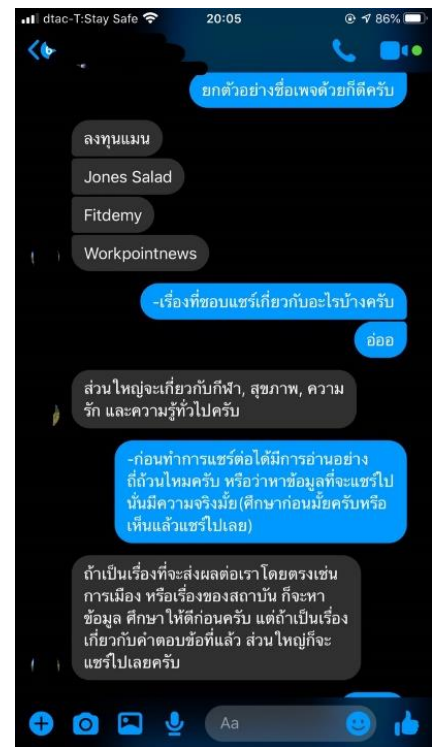 dtac-T:Stay Safe 20:05 86%
ยกตัวอย่างชื่อเพจด้วยก็ดีครับ
ลงทุนแมน
Jones Salad
Fitdemy
Workpointnews
-เรื่องที่ชอบแชร์เกี่ยวกับอะไรบ้างครับ
อ่ออ
ส่วนใหญ่จะเกี่ยวกับกีฬา, สุขภาพ, ความ
รัก และความรู้ทั่วไปครับ
-ก่อนทำการแชร์ต่อได้มีการอ่านอย่าง
ถี่ถ้วนไหมครับ หรือว่าหาข้อมูลที่จะแชร์ไป
นั่นมีความจริงมั้ย(ศึกษาก่อนมั้ยครับหรือ
เห็นแล้วแชร์ไปเลย)
ถ้าเป็นเรื่องที่จะส่งผลต่อเราโดยตรงเช่น
การเมือง หรือเรื่องของสถาบัน ก็จะหา
ข้อมูล ศึกษาให้ดีก่อนครับ แต่ถ้าเป็นเรื่อง
เกี่ยวกับคำตอบข้อที่แล้ว ส่วนใหญ่ก็จะ
แชร์ไปเลยครับ
Aa